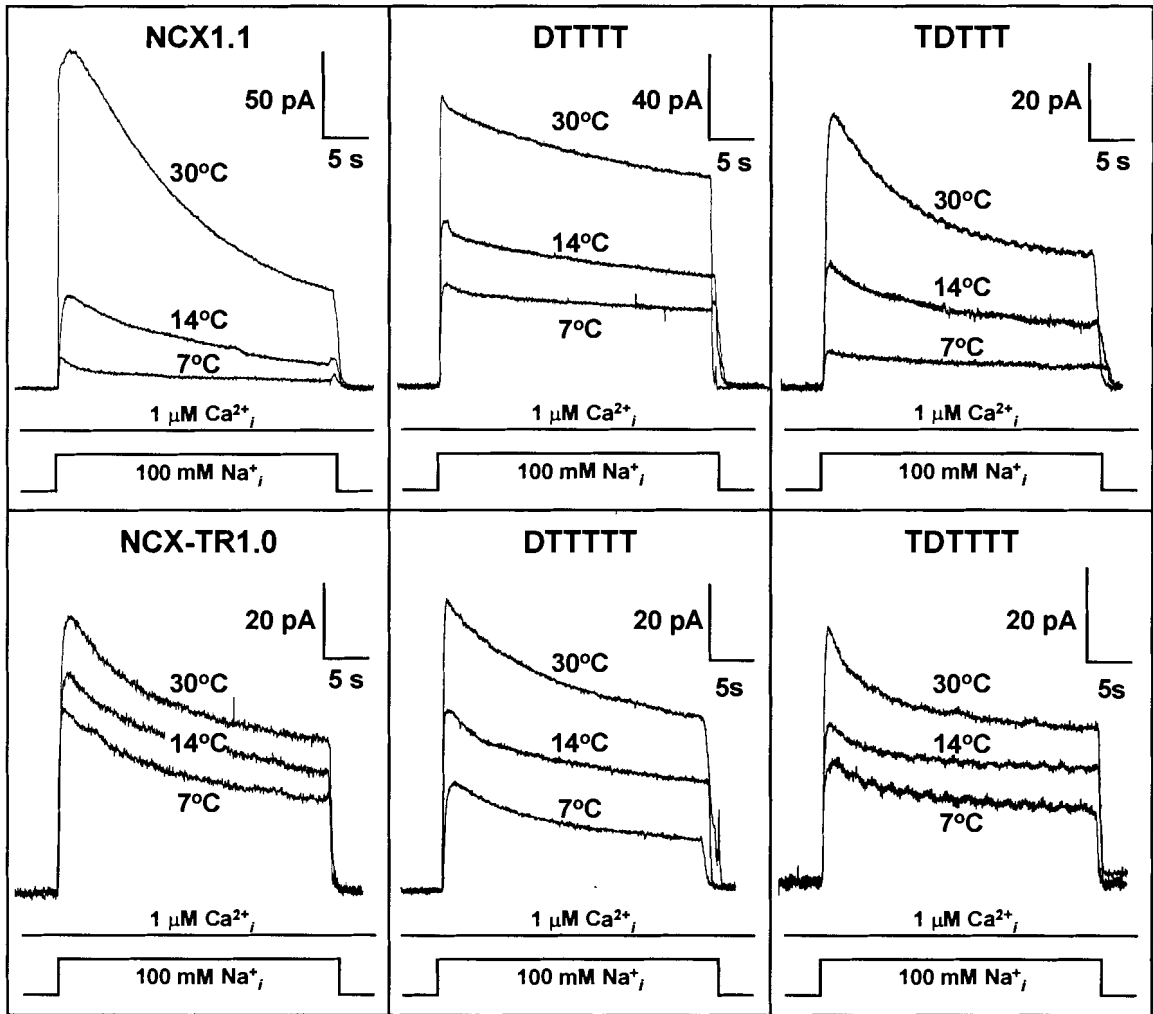 NCX1.1
50 pA
5 s
30°C
14°C
7°C
1 μM Ca²⁺ᵢ
100 mM Na⁺ᵢ
DTTTT
40 pA
5 s
30°C
14°C
7°C
1 μM Ca²⁺ᵢ
100 mM Na⁺ᵢ
TDTTT
20 pA
5 s
30°C
14°C
7°C
1 μM Ca²⁺ᵢ
100 mM Na⁺ᵢ
NCX-TR1.0
20 pA
5 s
30°C
14°C
7°C
1 μM Ca²⁺ᵢ
100 mM Na⁺ᵢ
DTTTTT
20 pA
5s
30°C
14°C
7°C
1 μM Ca²⁺ᵢ
100 mM Na⁺ᵢ
TDTTTT
20 pA
5s
30°C
14°C
7°C
1 μM Ca²⁺ᵢ
100 mM Na⁺ᵢ